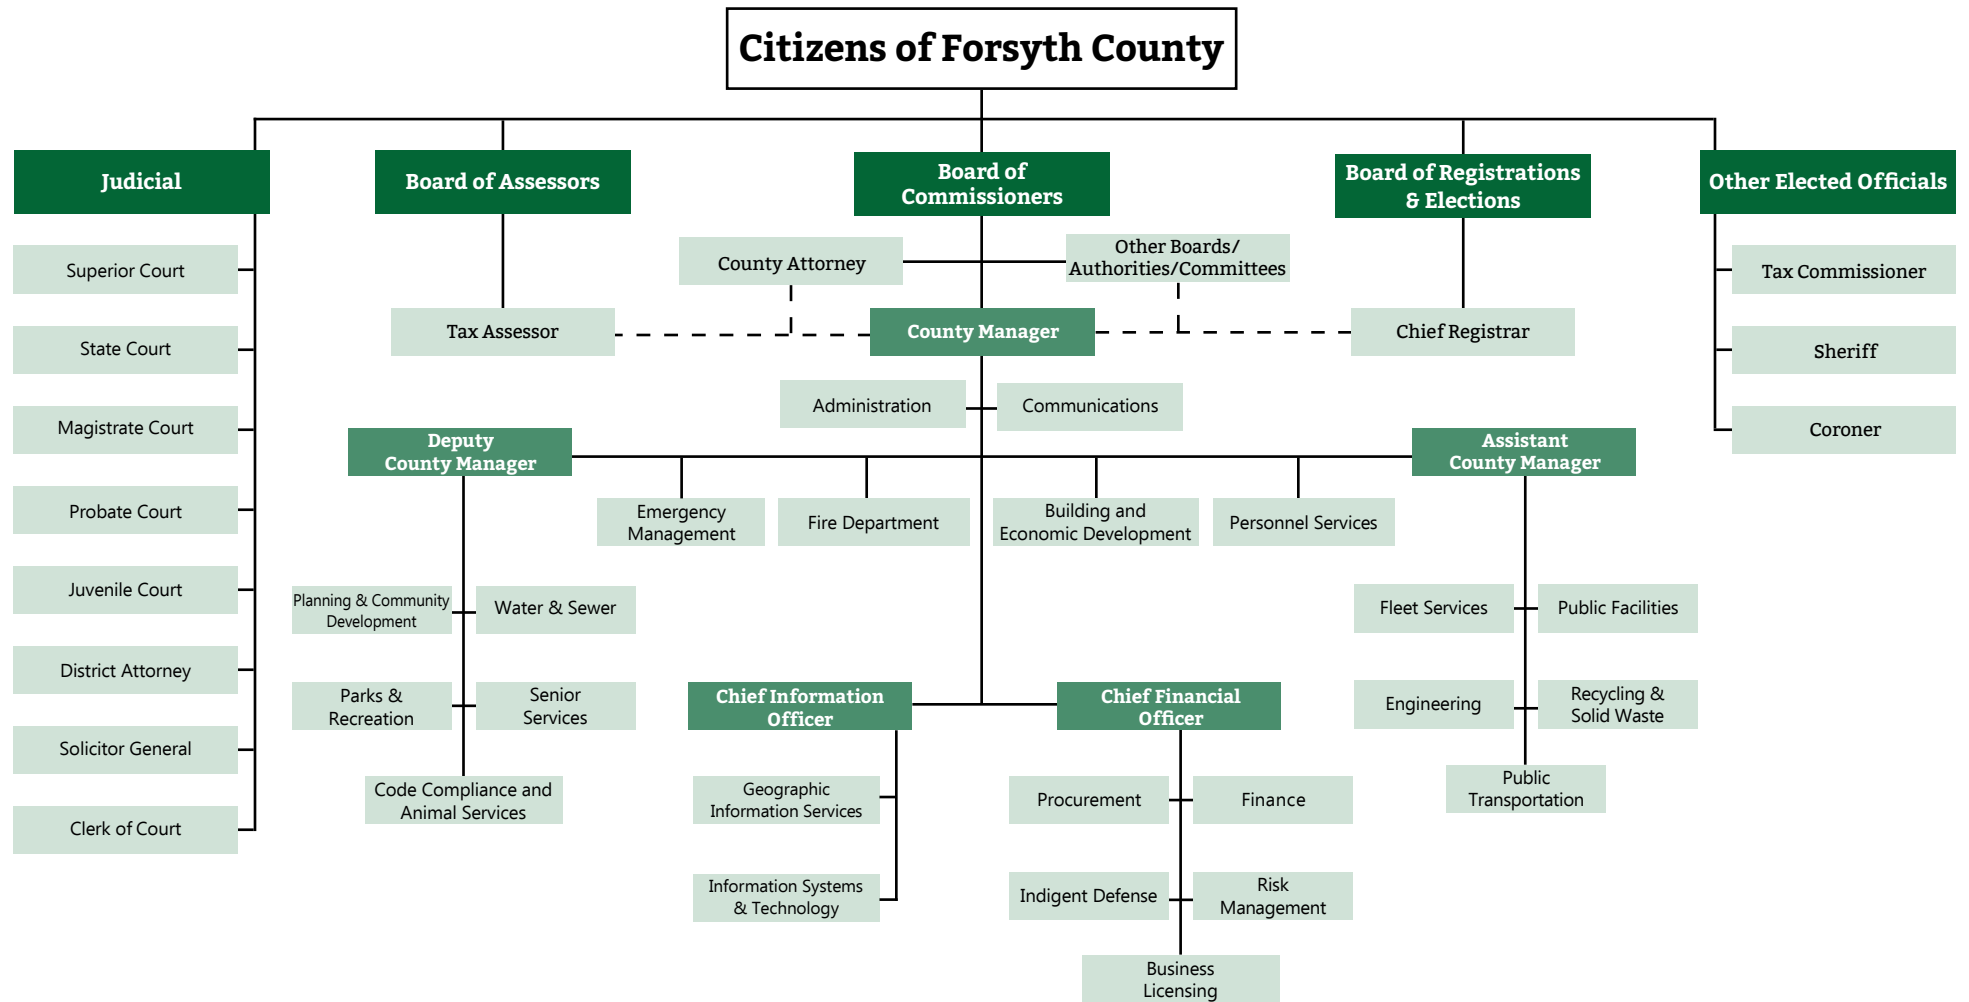 Citizens of Forsyth County
Judicial
Board of Assessors
Board of
Commissioners
Board of Registrations
& Elections
Other Elected Officials
Superior Court
State Court
Magistrate Court
Probate Court
Juvenile Court
District Attorney
Solicitor General
Clerk of Court
Tax Assessor
County Attorney
Other Boards/
Authorities/Committees
County Manager
Chief Registrar
Tax Commissioner
Sheriff
Coroner
Administration
Communications
Deputy
County Manager
Assistant
County Manager
Emergency
Management
Fire Department
Building and
Economic Development
Personnel Services
Planning & Community
Development
Water & Sewer
Parks &
Recreation
Senior
Services
Code Compliance and
Animal Services
Chief Information
Officer
Geographic
Information Services
Information Systems
& Technology
Chief Financial
Officer
Procurement
Finance
Indigent Defense
Risk
Management
Business
Licensing
Fleet Services
Public Facilities
Engineering
Recycling &
Solid Waste
Public
Transportation